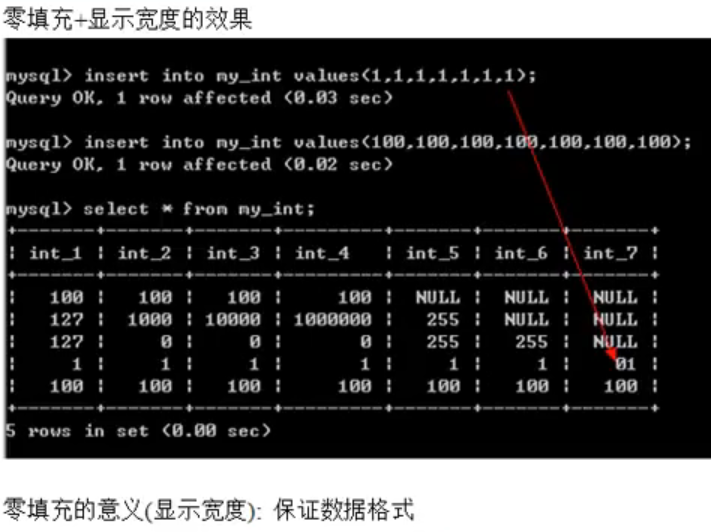 零填充+显示宽度的效果
mysql> insert into my_int values(1,1,1,1,1,1,1);
Query OK, 1 row affected (0.03 sec)
mysql> insert into my_int values(100,100,100,100,100,100,100);
Query OK, 1 row affected (0.02 sec)
mysql> select * from my_int;
+-------+-------+-------+---------+-------+-------+-------+
| int_1 | int_2 | int_3 | int_4 | int_5 | int_6 | int_7 |
+-------+-------+-------+---------+-------+-------+-------+
| 100 | 100 | 100 | 100 | NULL | NULL | NULL |
| 127 | 1000 | 10000 | 1000000 | 255 | NULL | NULL |
| 127 | 0 | 0 | 0 | 255 | 255 | NULL |
| 1 | 1 | 1 | 1 | 1 | 1 | 01 |
| 100 | 100 | 100 | 100 | 100 | 100 | 100 |
+-------+-------+-------+---------+-------+-------+-------+
5 rows in set (0.00 sec)
零填充的意义(显示宽度): 保证数据格式